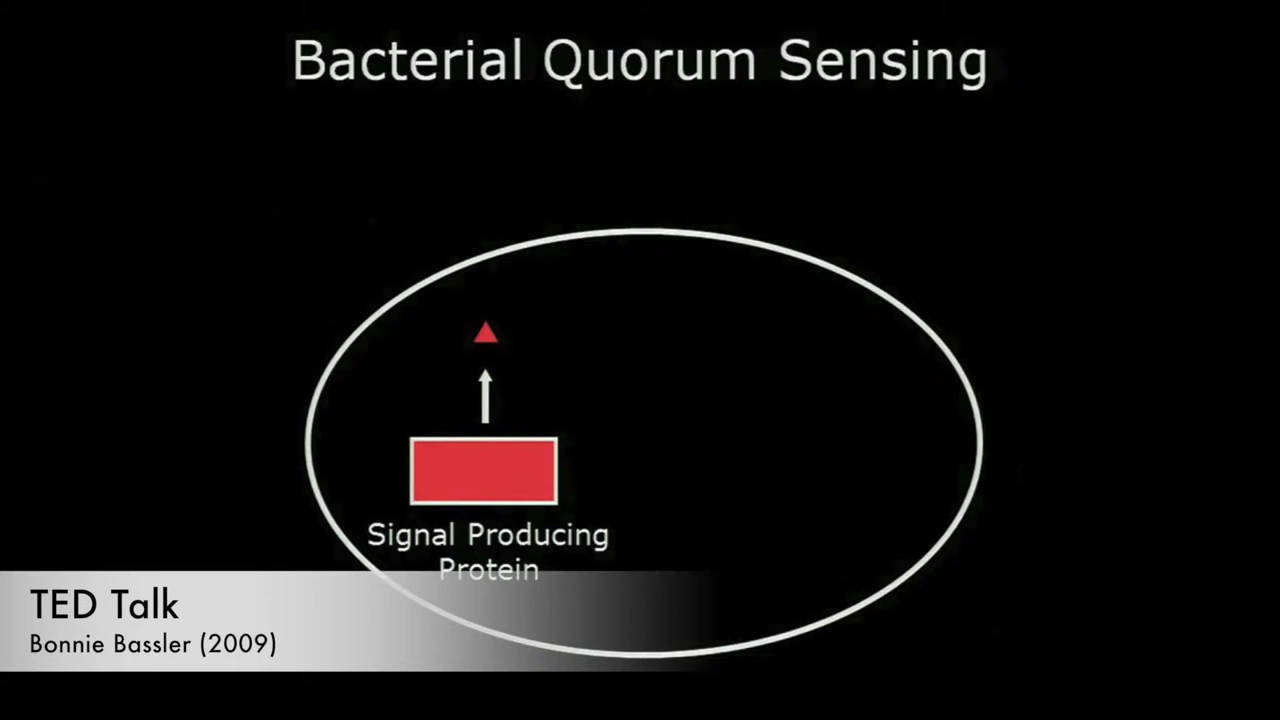 Bacterial Quorum Sensing
Signal Producing
Protein
TED Talk
Bonnie Bassler (2009)